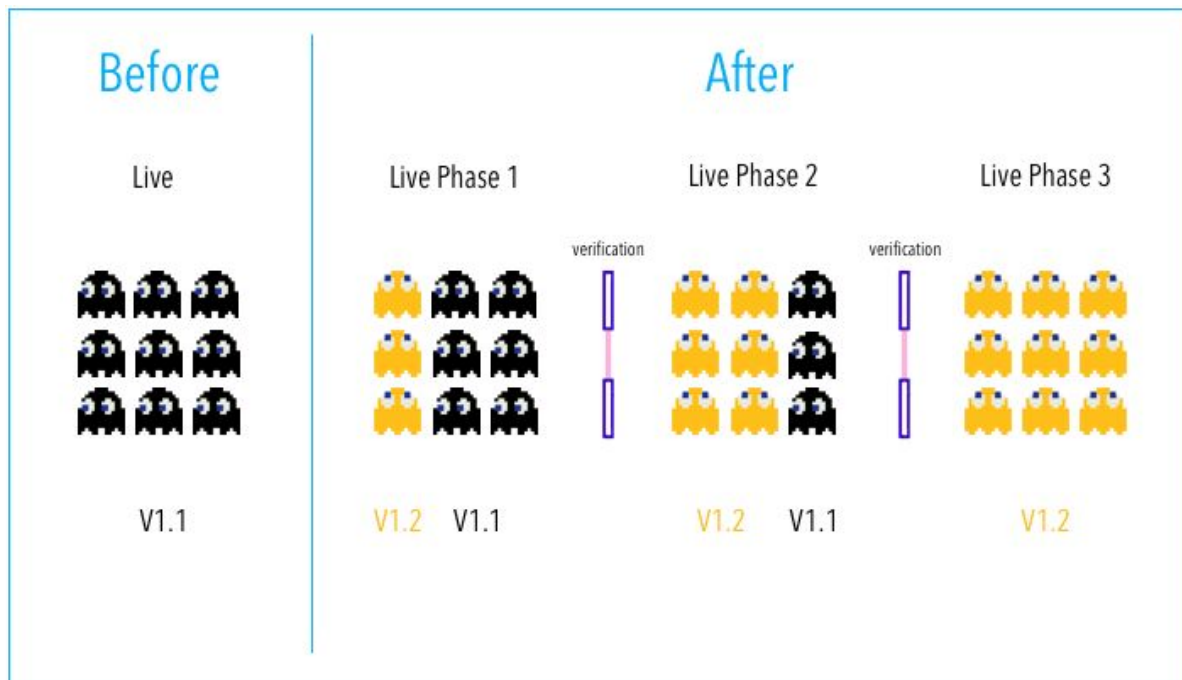 Before
After
Live
Live Phase 1
Live Phase 2
Live Phase 3
verification
verification
V1.1
V1.2
V1.1
V1.2
V1.1
V1.2